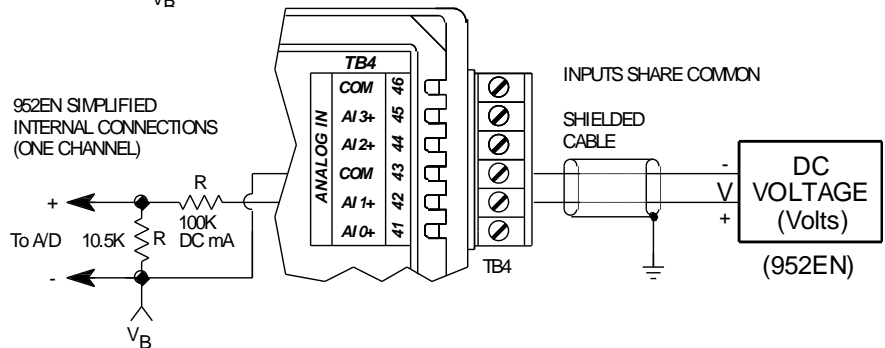 VB
TB4
COM 46
AI 3+ 45
AI 2+ 44
COM 43
AI 1+ 42
AI 0+ 41
ANALOG IN
INPUTS SHARE COMMON
952EN SIMPLIFIED
INTERNAL CONNECTIONS
(ONE CHANNEL)
SHIELDED
CABLE
R
100K
DC mA
+
To A/D
10.5K
R
-
VB
TB4
-
V
+
DC
VOLTAGE
(Volts)
(952EN)